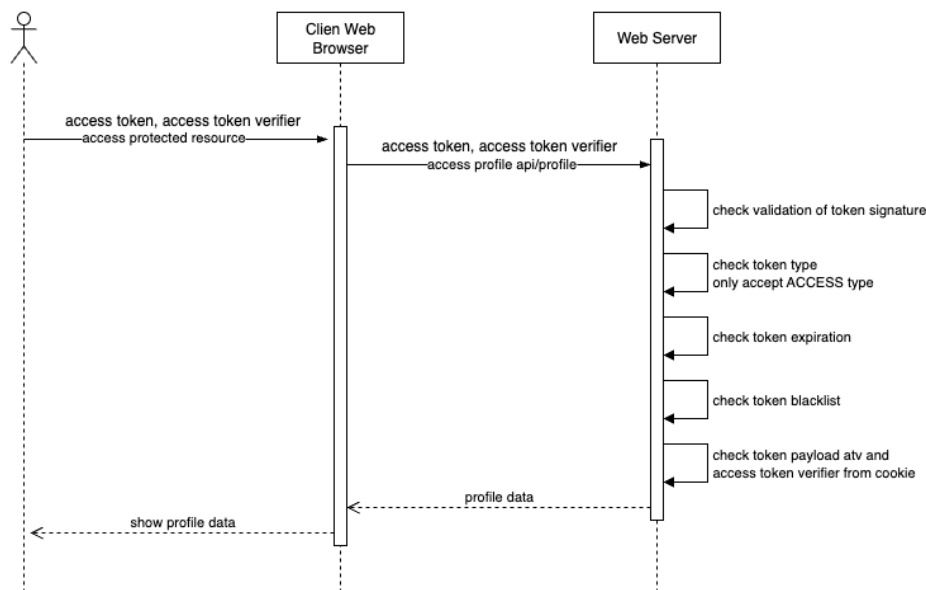 Clien Web
Browser
Web Server
access token, access token verifier
access protected resource
access token, access token verifier
access profile api/profile
check validation of token signature
check token type
only accept ACCESS type
check token expiration
check token blacklist
check token payload atv and
access token verifier from cookie
profile data
show profile data